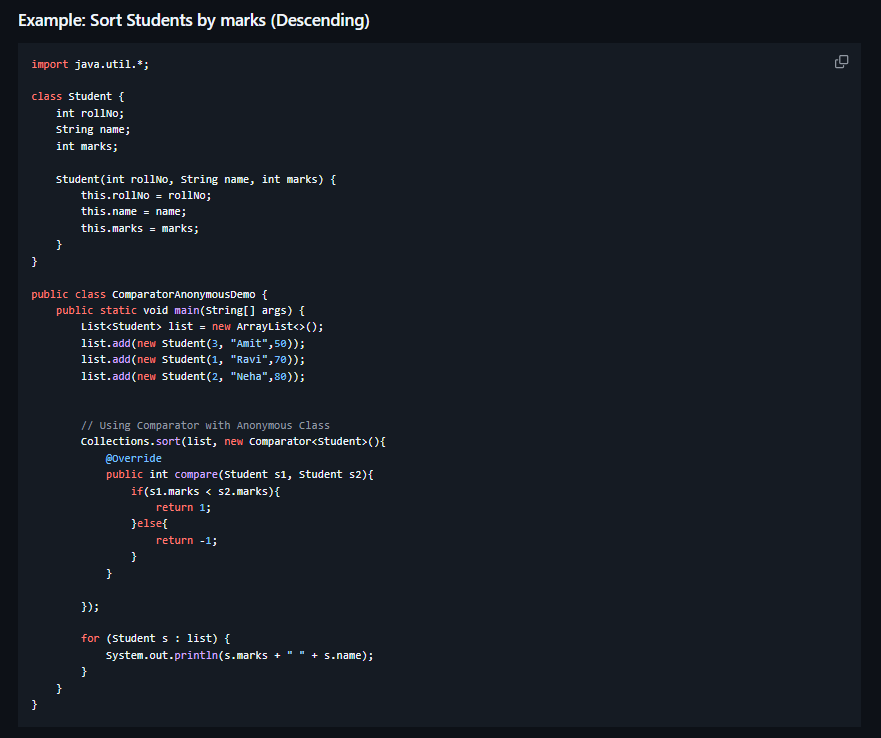 Example: Sort Students by marks (Descending)
import java.util.*;
class Student {
    int rollNo;
    String name;
    int marks;
    Student(int rollNo, String name, int marks) {
        this.rollNo = rollNo;
        this.name = name;
        this.marks = marks;
    }
}
public class ComparatorAnonymousDemo {
    public static void main(String[] args) {
        List<Student> list = new ArrayList<>();
        list.add(new Student(3, "Amit",50));
        list.add(new Student(1, "Ravi",70));
        list.add(new Student(2, "Neha",80));
        // Using Comparator with Anonymous Class
        Collections.sort(list, new Comparator<Student>(){
            @Override
            public int compare(Student s1, Student s2){
                if(s1.marks < s2.marks){
                    return 1;
                }else{
                    return -1;
                }
            }
        });
        for (Student s : list) {
            System.out.println(s.marks + " " + s.name);
        }
    }
}